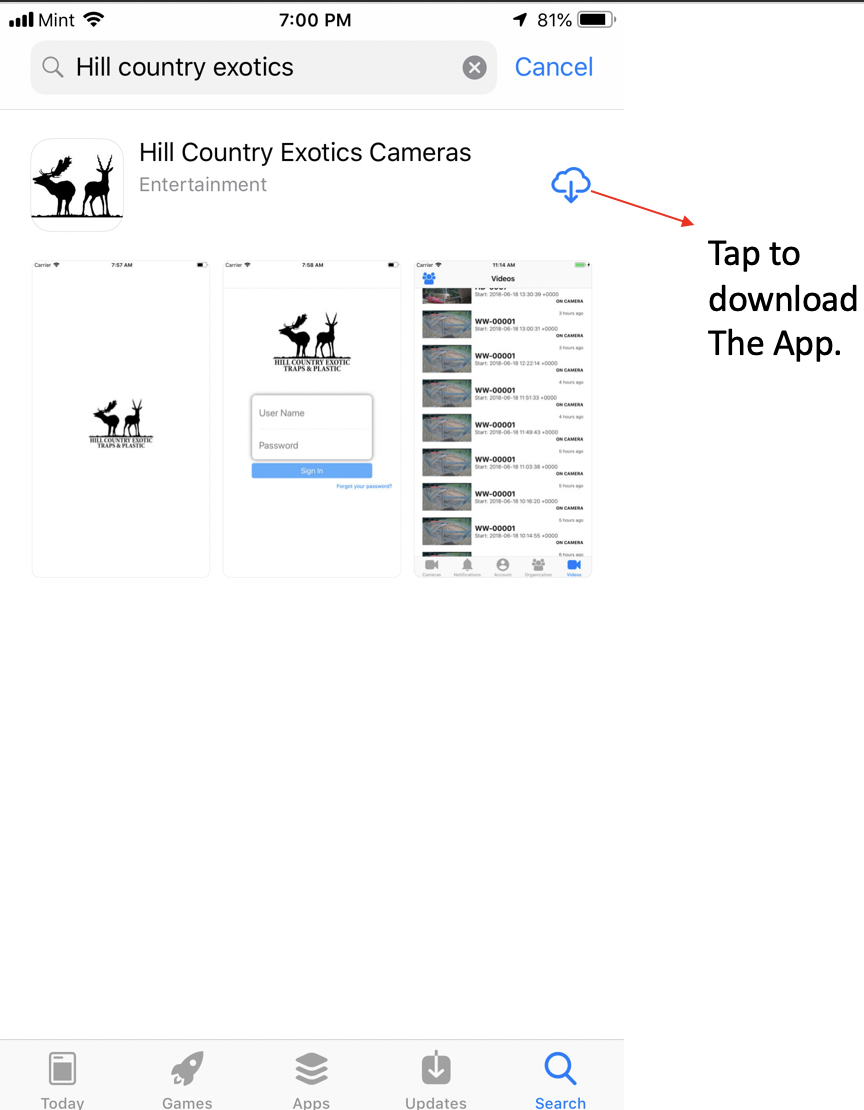 Mint 7:00 PM 81%
Hill country exotics Cancel
Hill Country Exotics Cameras
Entertainment
Tap to
download
The App.
Carrier 7:57 AM
HILL COUNTRY EXOTIC
TRAPS & PLASTIC
Carrier 7:58 AM
HILL COUNTRY EXOTIC
TRAPS & PLASTIC
User Name
Password
Sign In
Forgot your password?
Carrier 11:14 AM
Videos
Start: 2018-06-18 13:30:39 +0000
ON CAMERA
3 hours ago
WW-00001
Start: 2018-06-18 13:00:31 +0000
ON CAMERA
3 hours ago
WW-00001
Start: 2018-06-18 12:22:14 +0000
ON CAMERA
4 hours ago
WW-00001
Start: 2018-06-18 11:51:33 +0000
ON CAMERA
4 hours ago
WW-00001
Start: 2018-06-18 11:49:43 +0000
ON CAMERA
5 hours ago
WW-00001
Start: 2018-06-18 11:03:38 +0000
ON CAMERA
5 hours ago
WW-00001
Start: 2018-06-18 10:16:20 +0000
ON CAMERA
5 hours ago
WW-00001
Start: 2018-06-18 10:14:55 +0000
ON CAMERA
6 hours ago
Cameras Notifications Account Organization Videos
Today Games Apps Updates Search